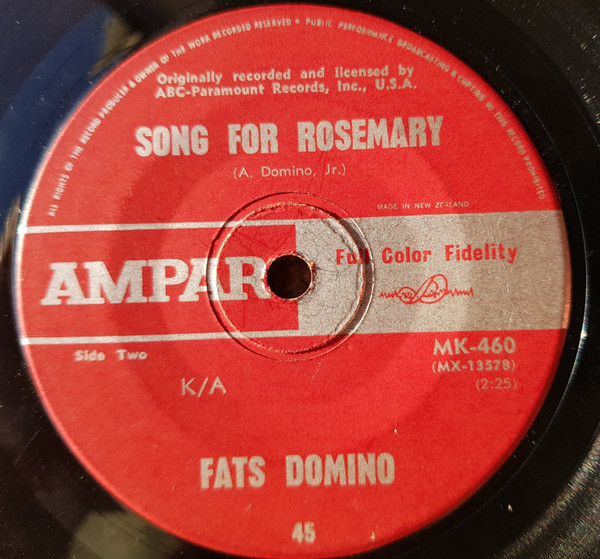 ALL RIGHTS OF THE RECORD PRODUCER & OWNER OF THE WORK RECORDED RESERVED • PUBLIC PERFORMANCE BROADCASTING & COPYING OF THIS RECORD PROHIBITED
Originally recorded and licensed by
ABC-Paramount Records, Inc., U.S.A.
SONG FOR ROSEMARY
(A. Domino, Jr.)
MADE IN NEW ZEALAND
AMPAR
Full Color Fidelity
Side Two
MK-460
(MX-13578)
(2:25)
K/A
FATS DOMINO
45